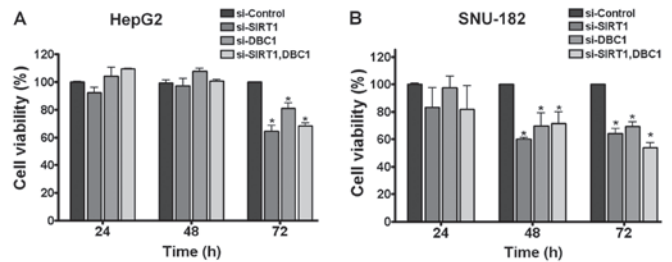 A
HepG2
si-Control
si-SIRT1
si-DBC1
si-SIRT1,DBC1
Cell viability (%)
120
100
80
60
40
20
0
* * *
24 48 72
Time (h)
B
SNU-182
si-Control
si-SIRT1
si-DBC1
si-SIRT1,DBC1
Cell viability (%)
100
80
60
40
20
0
* * *
* * *
24 48 72
Time (h)